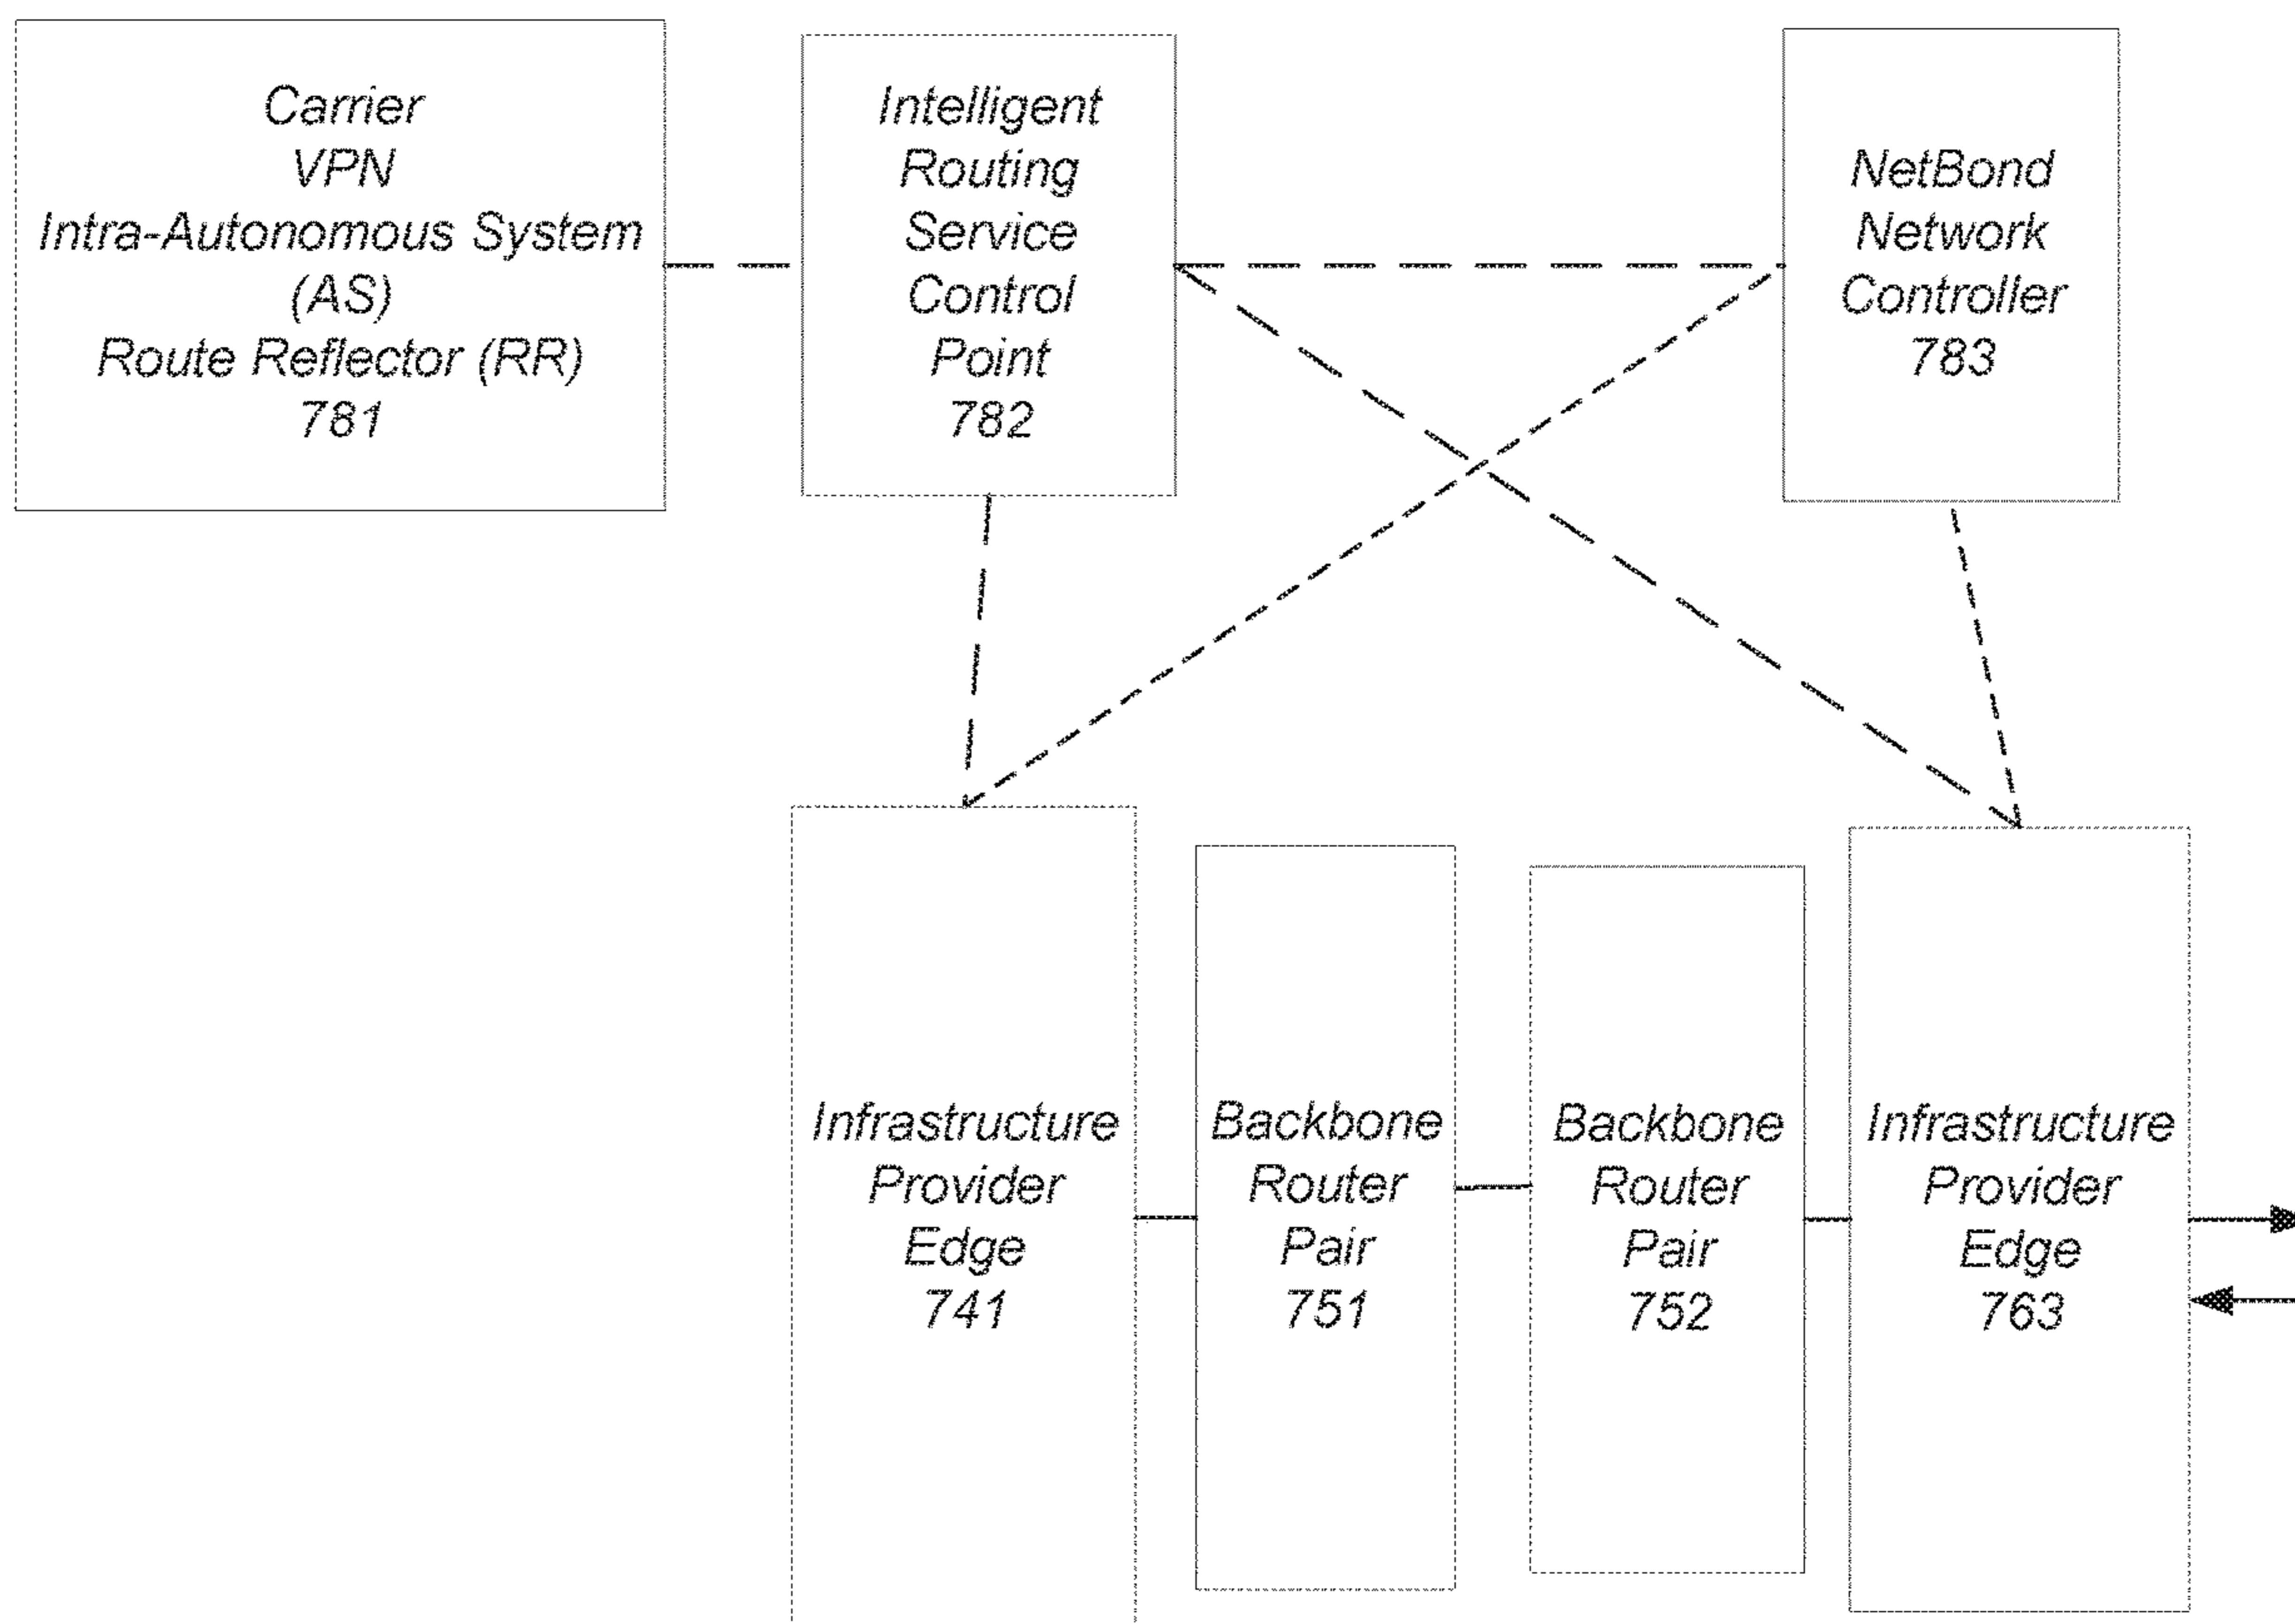 Carrier
VPN
Intra-Autonomous System
(AS)
Route Reflector (RR)
781
Intelligent
Routing
Service
Control
Point
782
NetBond
Network
Controller
783
Infrastructure
Provider
Edge
741
Backbone
Router
Pair
751
Backbone
Router
Pair
752
Infrastructure
Provider
Edge
763